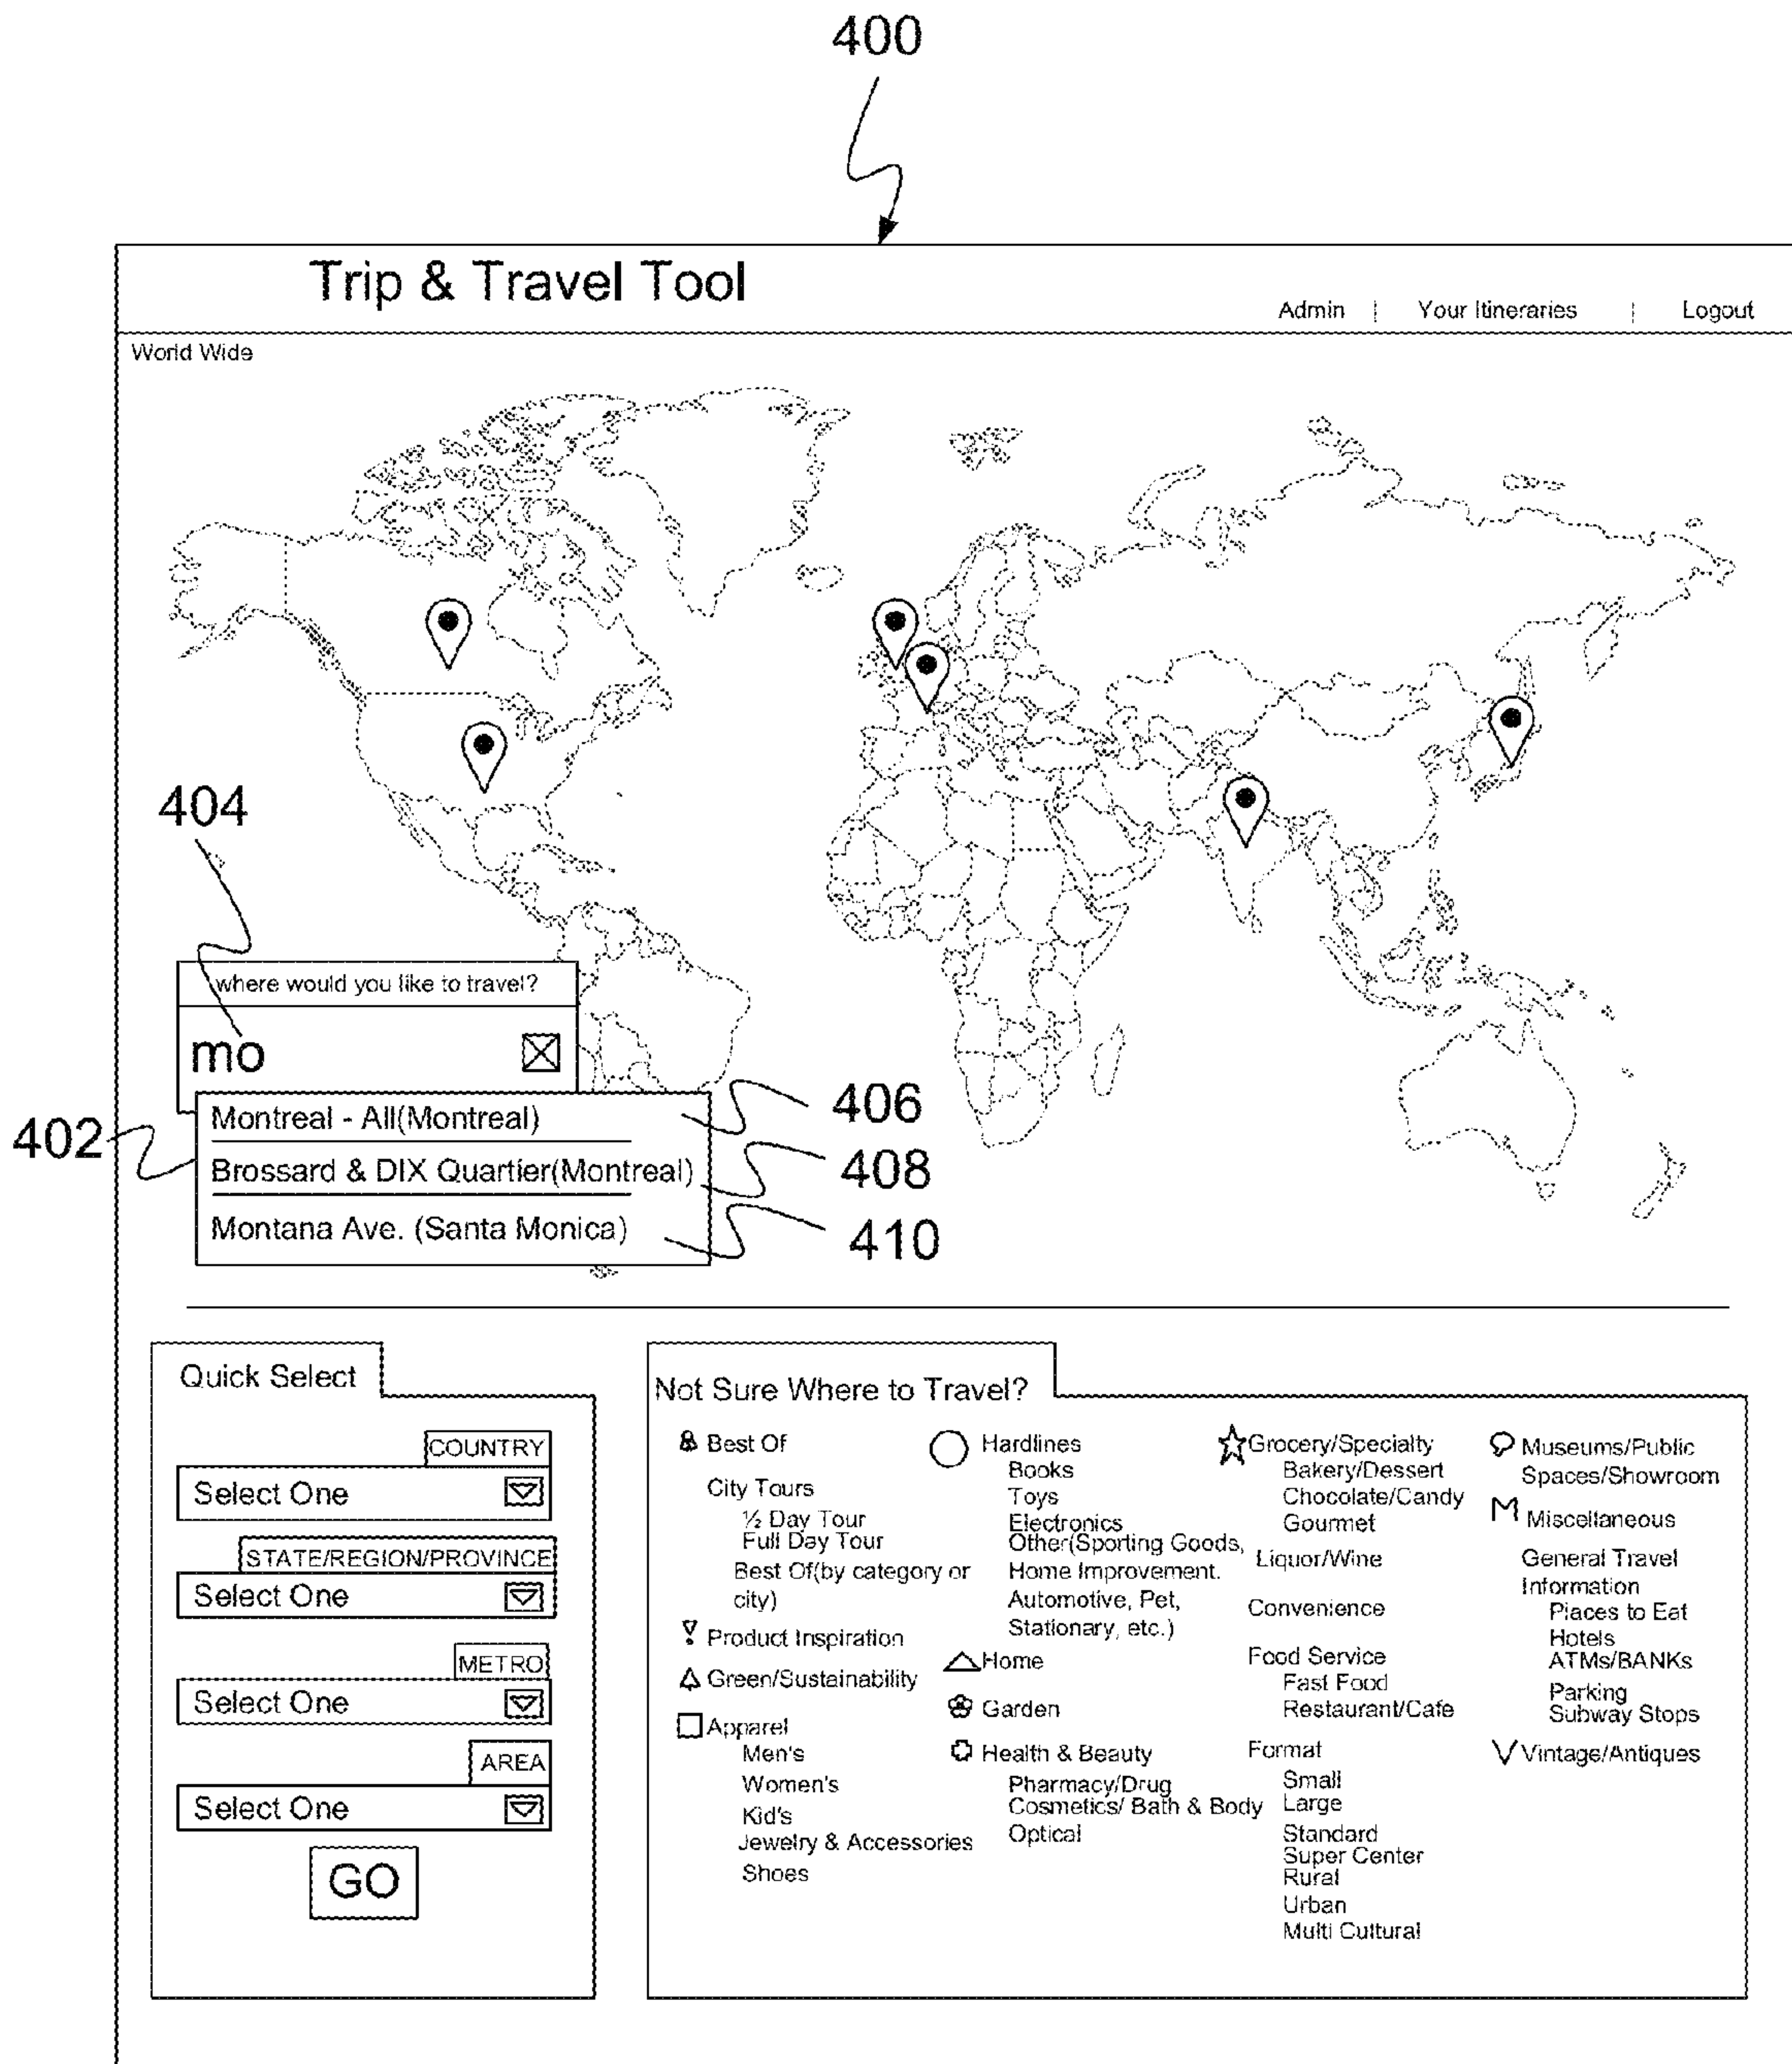 400
Trip & Travel Tool
Admin | Your Itineraries | Logout
World Wide
404
where would you like to travel?
mo
402
Montreal - All(Montreal)
406
Brossard & DIX Quartier(Montreal)
408
Montana Ave. (Santa Monica)
410
Quick Select
COUNTRY
Select One
STATE/REGION/PROVINCE
Select One
METRO
Select One
AREA
Select One
GO
Not Sure Where to Travel?
Best Of
City Tours
½ Day Tour
Full Day Tour
Best Of(by category or
city)
Product Inspiration
Green/Sustainability
Apparel
Men's
Women's
Kid's
Jewelry & Accessories
Shoes
Hardlines
Books
Toys
Electronics
Other(Sporting Goods,
Home Improvement.
Automotive, Pet,
Stationary, etc.)
Home
Garden
Health & Beauty
Pharmacy/Drug
Cosmetics/ Bath & Body
Optical
Grocery/Specialty
Bakery/Dessert
Chocolate/Candy
Gourmet
Liquor/Wine
Convenience
Food Service
Fast Food
Restaurant/Cafe
Format
Small
Large
Standard
Super Center
Rural
Urban
Multi Cultural
Museums/Public
Spaces/Showroom
M Miscellaneous
General Travel
Information
Places to Eat
Hotels
ATMs/BANKs
Parking
Subway Stops
V Vintage/Antiques